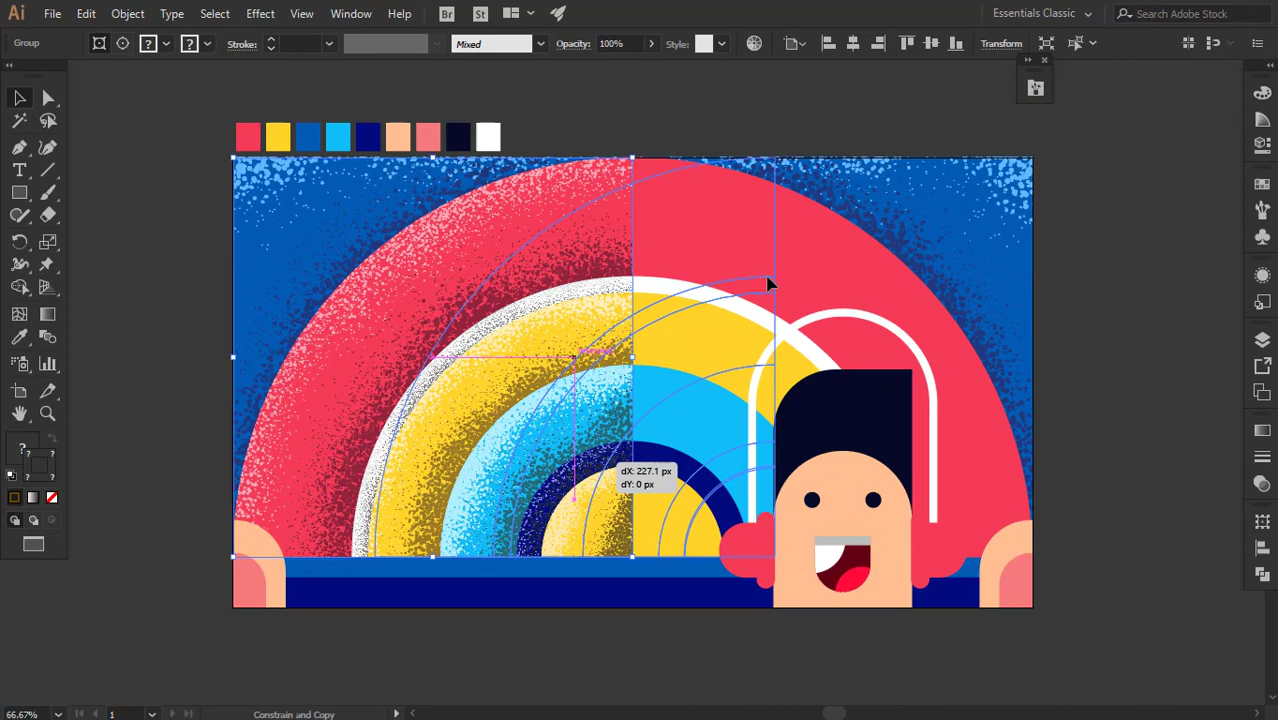 Ai File Edit Object Type Select Effect View Window Help Br St Essentials Classic Search Adobe Stock
Group ? ? Stroke: Mixed Opacity: 100% Style: Transform
dX: 227.1 px
dY: 0 px
66.67% 1 Constrain and Copy